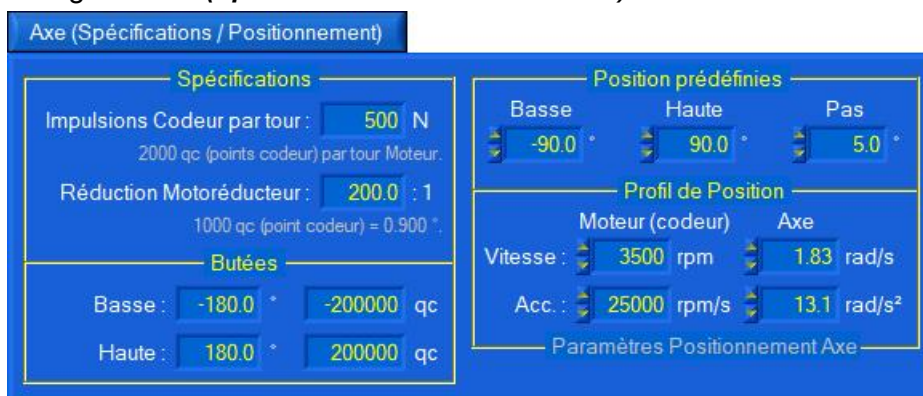 Axe (Spécifications / Positionnement)
Spécifications
Impulsions Codeur par tour : 500 N
2000 qc (points codeur) par tour Moteur.
Réduction Motoréducteur : 200.0 : 1
1000 qc (point codeur) = 0.900 °.
Butées
Basse : -180.0 ° -200000 qc
Haute : 180.0 ° 200000 qc
Position prédéfinies
Basse Haute Pas
-90.0 ° 90.0 ° 5.0 °
Profil de Position
Moteur (codeur) Axe
Vitesse : 3500 rpm 1.83 rad/s
Acc. : 25000 rpm/s 13.1 rad/s²
Paramètres Positionnement Axe